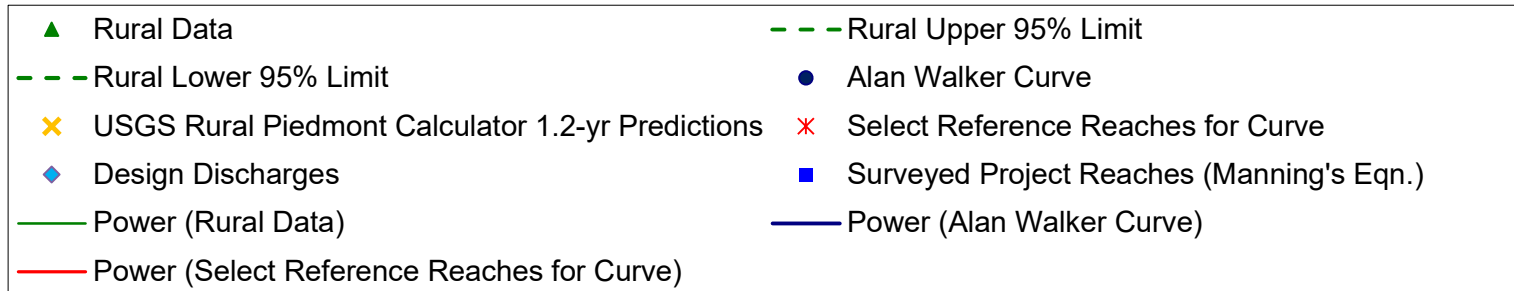 Rural Data
Rural Upper 95% Limit
Rural Lower 95% Limit
Alan Walker Curve
USGS Rural Piedmont Calculator 1.2-yr Predictions
Select Reference Reaches for Curve
Design Discharges
Surveyed Project Reaches (Manning's Eqn.)
Power (Rural Data)
Power (Alan Walker Curve)
Power (Select Reference Reaches for Curve)